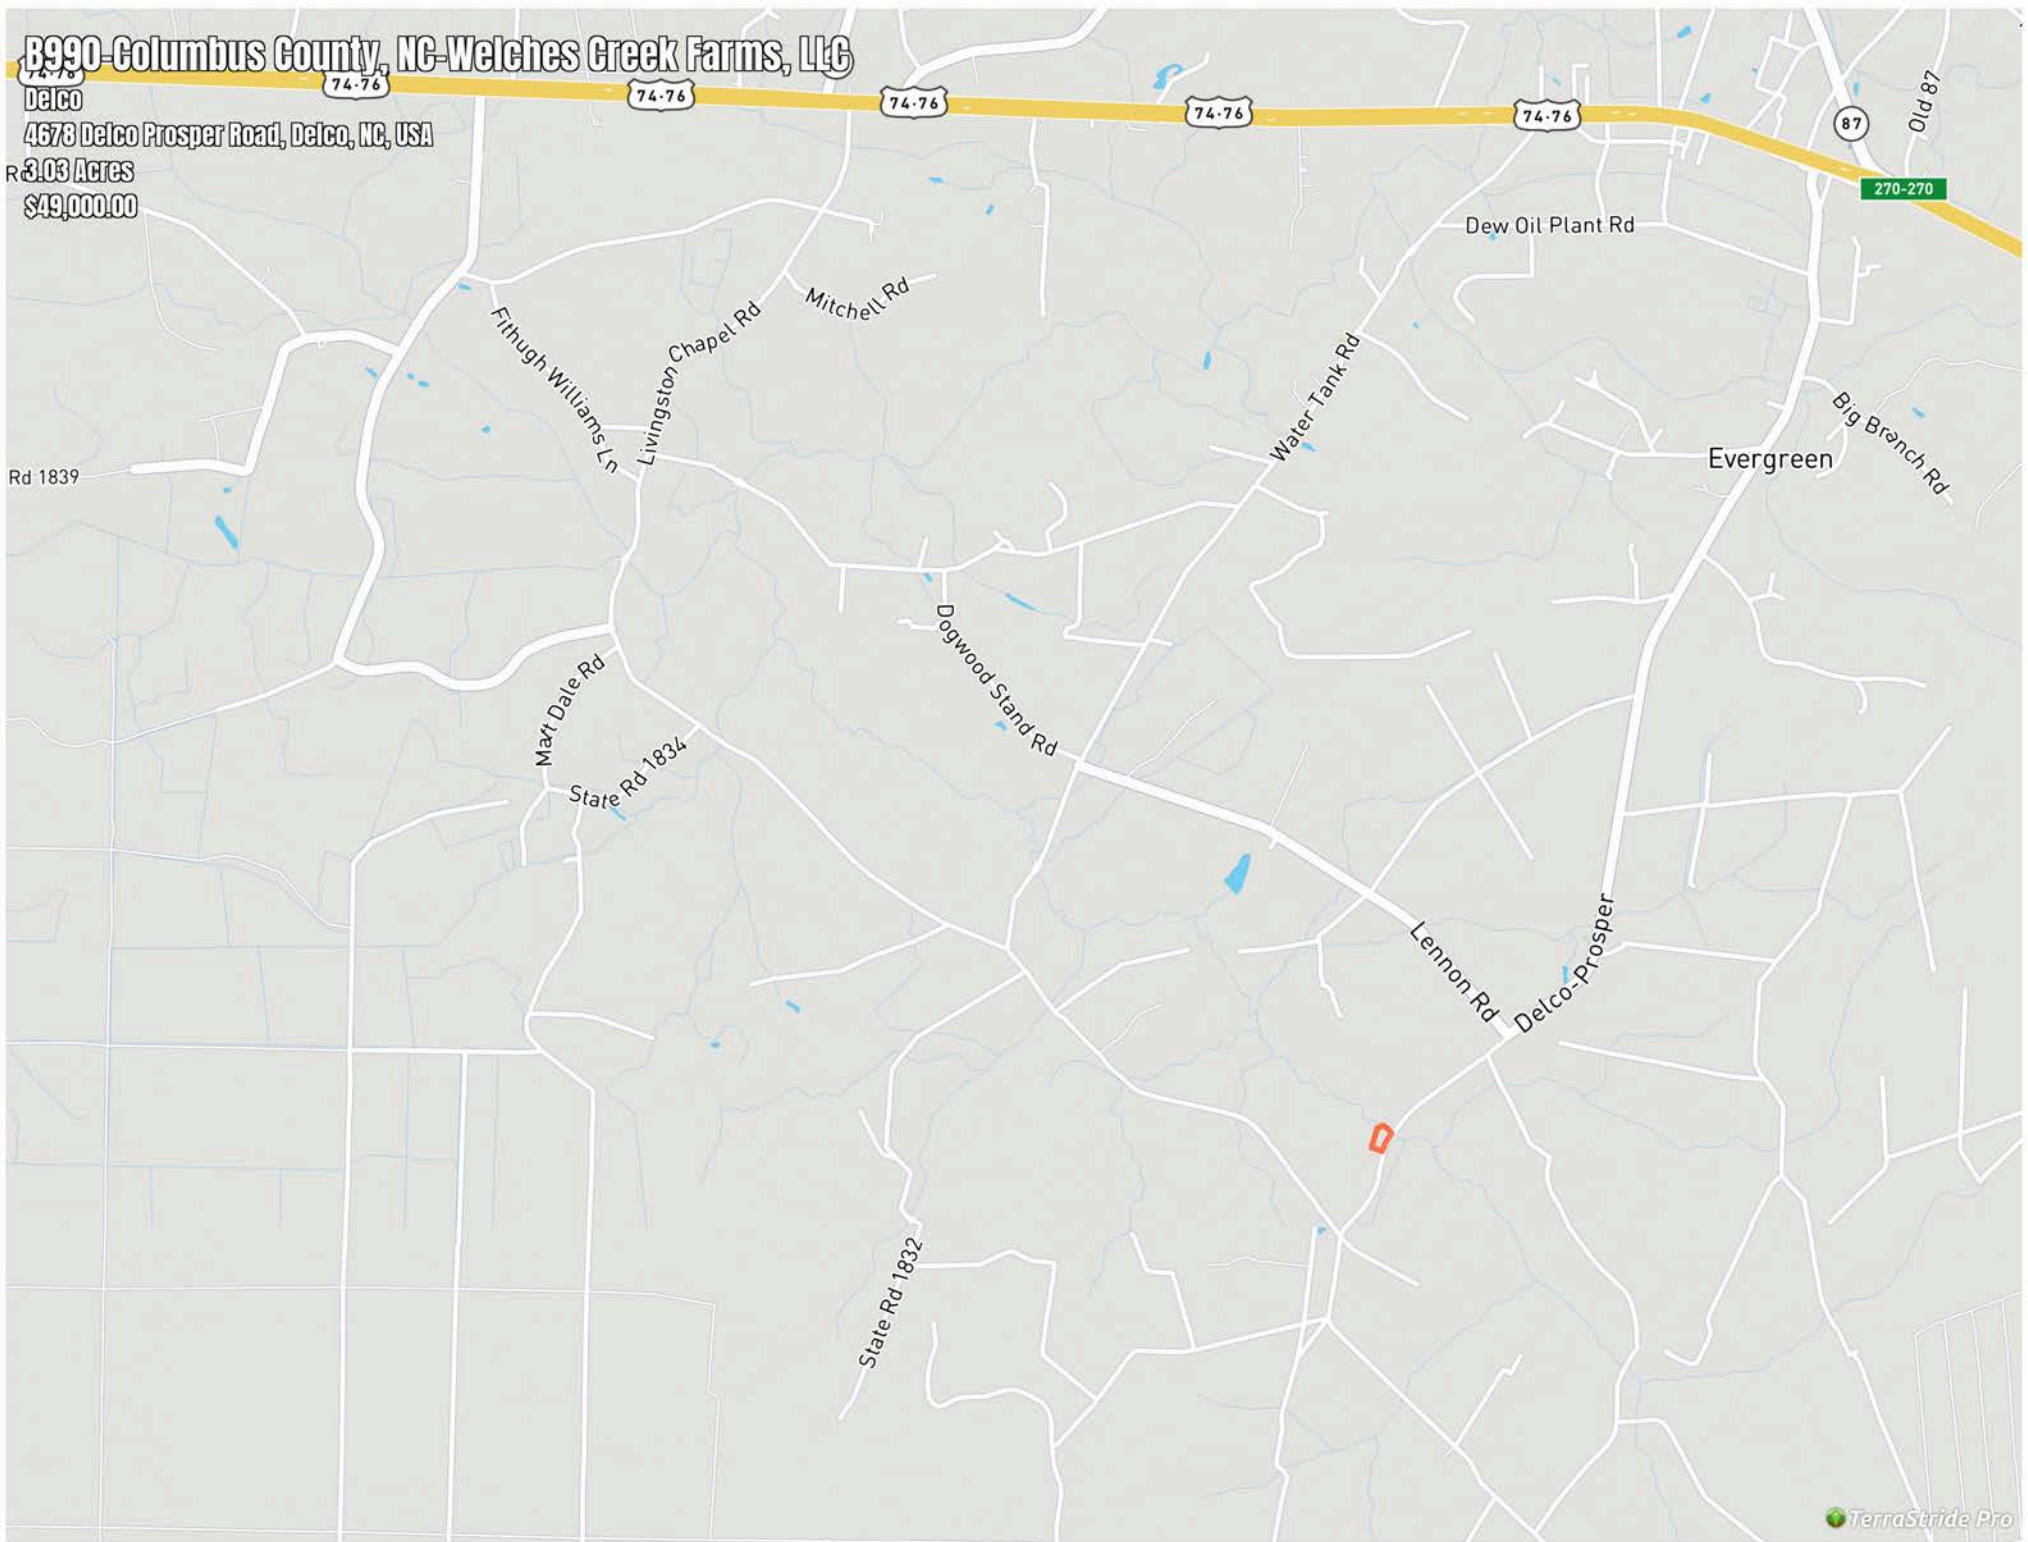 B990-Columbus County, NC-Welches Creek Farms, LLC
Delco
4678 Delco Prosper Road, Delco, NC, USA
3.03 Acres
$49,000.00
74-76
74-76
74-76
74-76
74-76
74-76
87
Old 87
270-270
Dew Oil Plant Rd
Mitchell Rd
Fithugh Williams Ln
Livingston Chapel Rd
Water Tank Rd
Big Branch Rd
Evergreen
Rd 1839
Dogwood Stand Rd
Matt Dale Rd
State Rd 1834
Lennon Rd
Delco-Prosper
State Rd 1832
TerraStride Pro